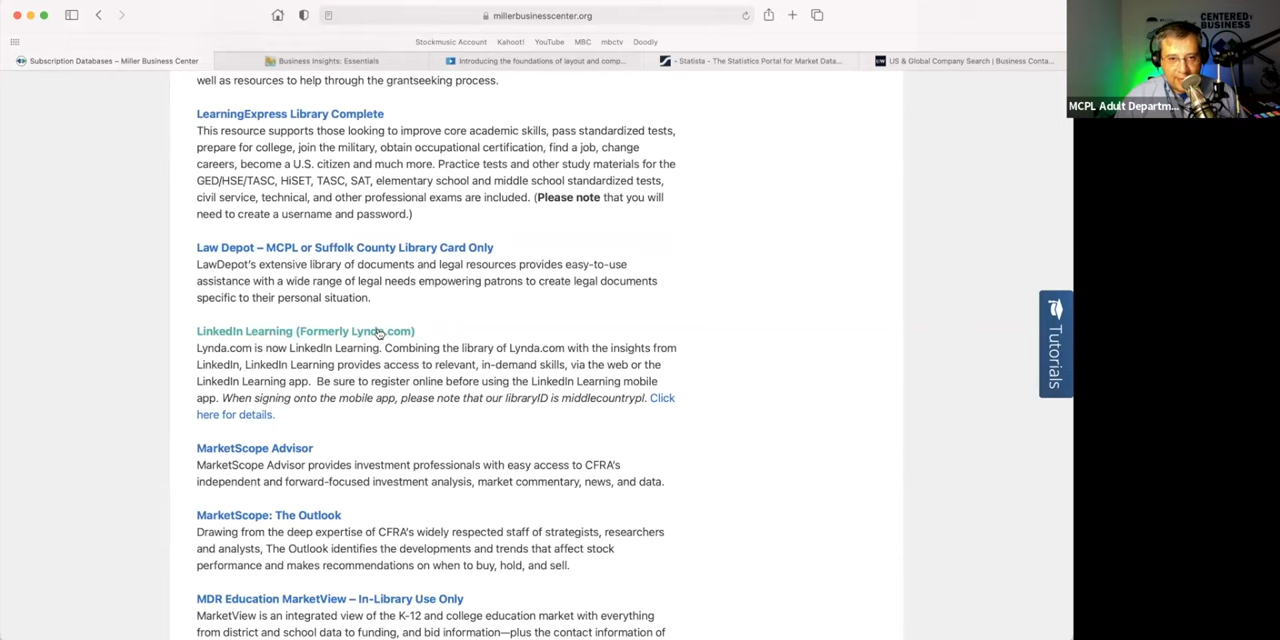 millerbusinesscenter.org
Stockmusic Account Kahoot! YouTube MBC mbctv Doodly
Subscription Databases – Miller Business Center
Business Insights: Essentials
Introducing the foundations of layout and comp...
- Statista - The Statistics Portal for Market Data...
US & Global Company Search | Business Conta...
CENTERED
BUSINESS
MCPL Adult Departm...
well as resources to help through the grantseeking process.
LearningExpress Library Complete
This resource supports those looking to improve core academic skills, pass standardized tests,
prepare for college, join the military, obtain occupational certification, find a job, change
careers, become a U.S. citizen and much more. Practice tests and other study materials for the
GED/HSE/TASC, HiSET, TASC, SAT, elementary school and middle school standardized tests,
civil service, technical, and other professional exams are included. (Please note that you will
need to create a username and password.)
Law Depot – MCPL or Suffolk County Library Card Only
LawDepot's extensive library of documents and legal resources provides easy-to-use
assistance with a wide range of legal needs empowering patrons to create legal documents
specific to their personal situation.
LinkedIn Learning (Formerly Lynda.com)
Lynda.com is now LinkedIn Learning. Combining the library of Lynda.com with the insights from
LinkedIn, LinkedIn Learning provides access to relevant, in-demand skills, via the web or the
LinkedIn Learning app. Be sure to register online before using the LinkedIn Learning mobile
app. When signing onto the mobile app, please note that our libraryID is middlecountrypl. Click
here for details.
Tutorials
MarketScope Advisor
MarketScope Advisor provides investment professionals with easy access to CFRA's
independent and forward-focused investment analysis, market commentary, news, and data.
MarketScope: The Outlook
Drawing from the deep expertise of CFRA's widely respected staff of strategists, researchers
and analysts, The Outlook identifies the developments and trends that affect stock
performance and makes recommendations on when to buy, hold, and sell.
MDR Education MarketView – In-Library Use Only
MarketView is an integrated view of the K-12 and college education market with everything
from district and school data to funding, and bid information—plus the contact information of